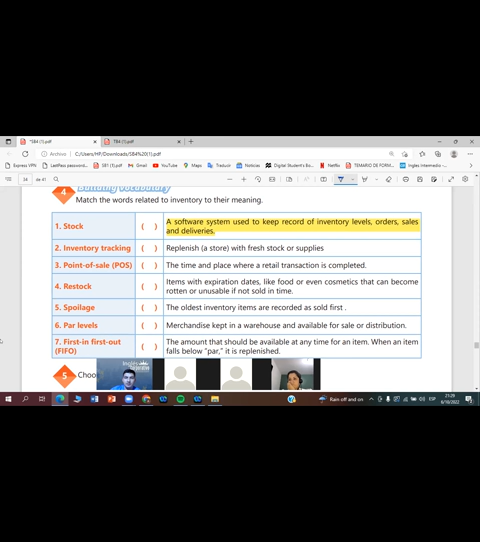 *SB4 (1).pdf
TB4 (1).pdf
Archivo C:/Users/HP/Downloads/SB4%20(1).pdf
Express VPN LastPass password... SB1 (1).pdf Gmail YouTube Maps Traducir Noticias Digital Student's Bo... Netflix TEMARIO DE FORM... Ingles Intermedio -...
24 de 41
4 Building Vocabulary
Match the words related to inventory to their meaning.
1. Stock ( ) A software system used to keep record of inventory levels, orders, sales
and deliveries.
2. Inventory tracking ( ) Replenish (a store) with fresh stock or supplies
3. Point-of-sale (POS) ( ) The time and place where a retail transaction is completed.
4. Restock ( ) Items with expiration dates, like food or even cosmetics that can become
rotten or unusable if not sold in time.
5. Spoilage ( ) The oldest inventory items are recorded as sold first .
6. Par levels ( ) Merchandise kept in a warehouse and available for sale or distribution.
7. First-in first-out
(FIFO) ( ) The amount that should be available at any time for an item. When an item
falls below "par," it is replenished.
5 Choo
Rain off and on ESP 21:29
6/10/2022